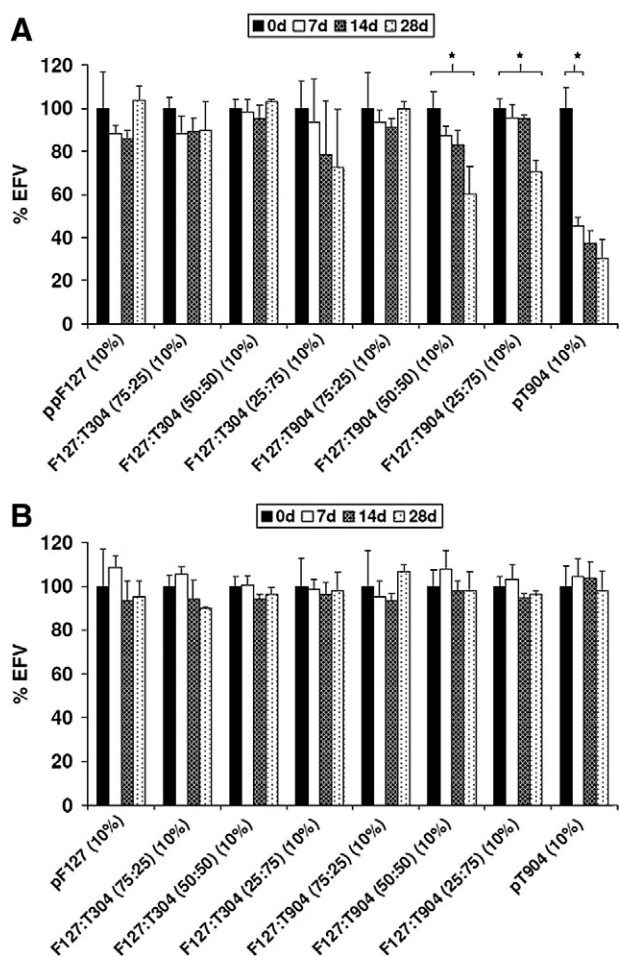 A
0d 7d 14d 28d
★ ★ ★
120
100
80
60
40
20
0
% EFV
ppF127 (10%)
F127:T304 (75:25) (10%)
F127:T304 (50:50) (10%)
F127:T304 (25:75) (10%)
F127:T904 (75:25) (10%)
F127:T904 (50:50) (10%)
F127:T904 (25:75) (10%)
pT904 (10%)
B
0d 7d 14d 28d
120
100
80
60
40
20
0
% EFV
pF127 (10%)
F127:T304 (75:25) (10%)
F127:T304 (50:50) (10%)
F127:T304 (25:75) (10%)
F127:T904 (75:25) (10%)
F127:T904 (50:50) (10%)
F127:T904 (25:75) (10%)
pT904 (10%)